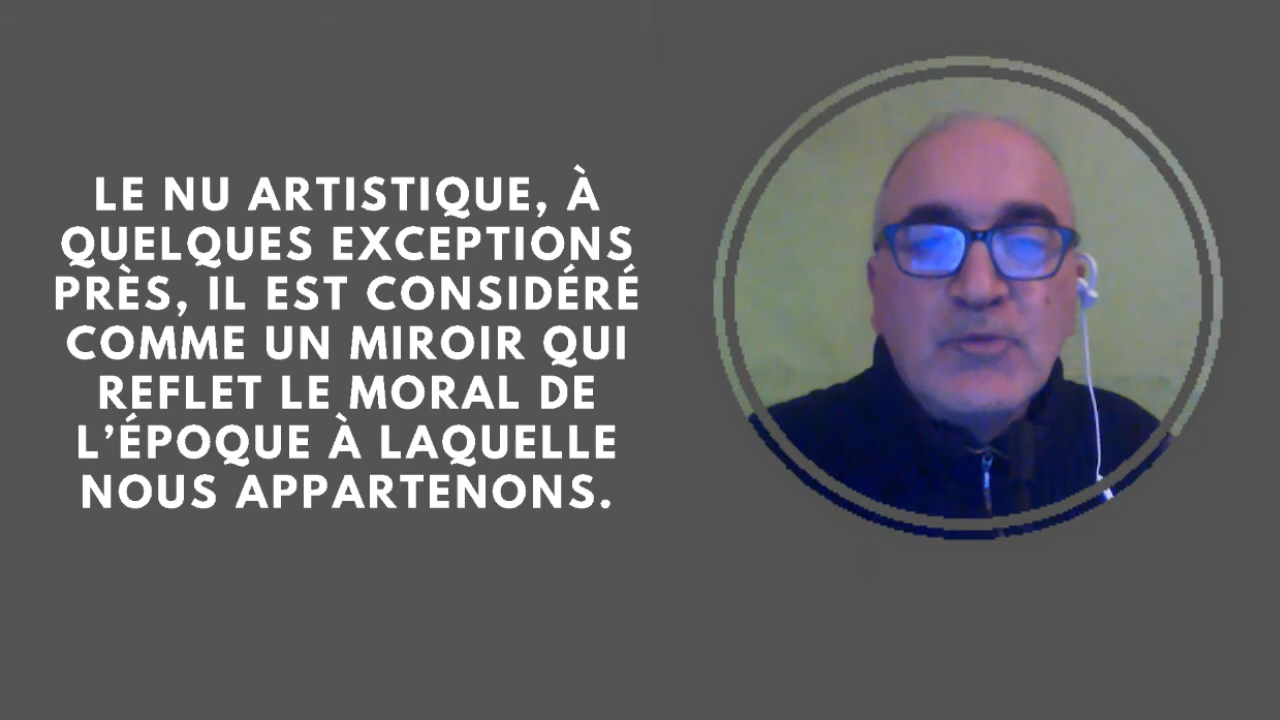 LE NU ARTISTIQUE, À
QUELQUES EXCEPTIONS
PRÈS, IL EST CONSIDÉRÉ
COMME UN MIROIR QUI
REFLET LE MORAL DE
L'ÉPOQUE À LAQUELLE
NOUS APPARTENONS.